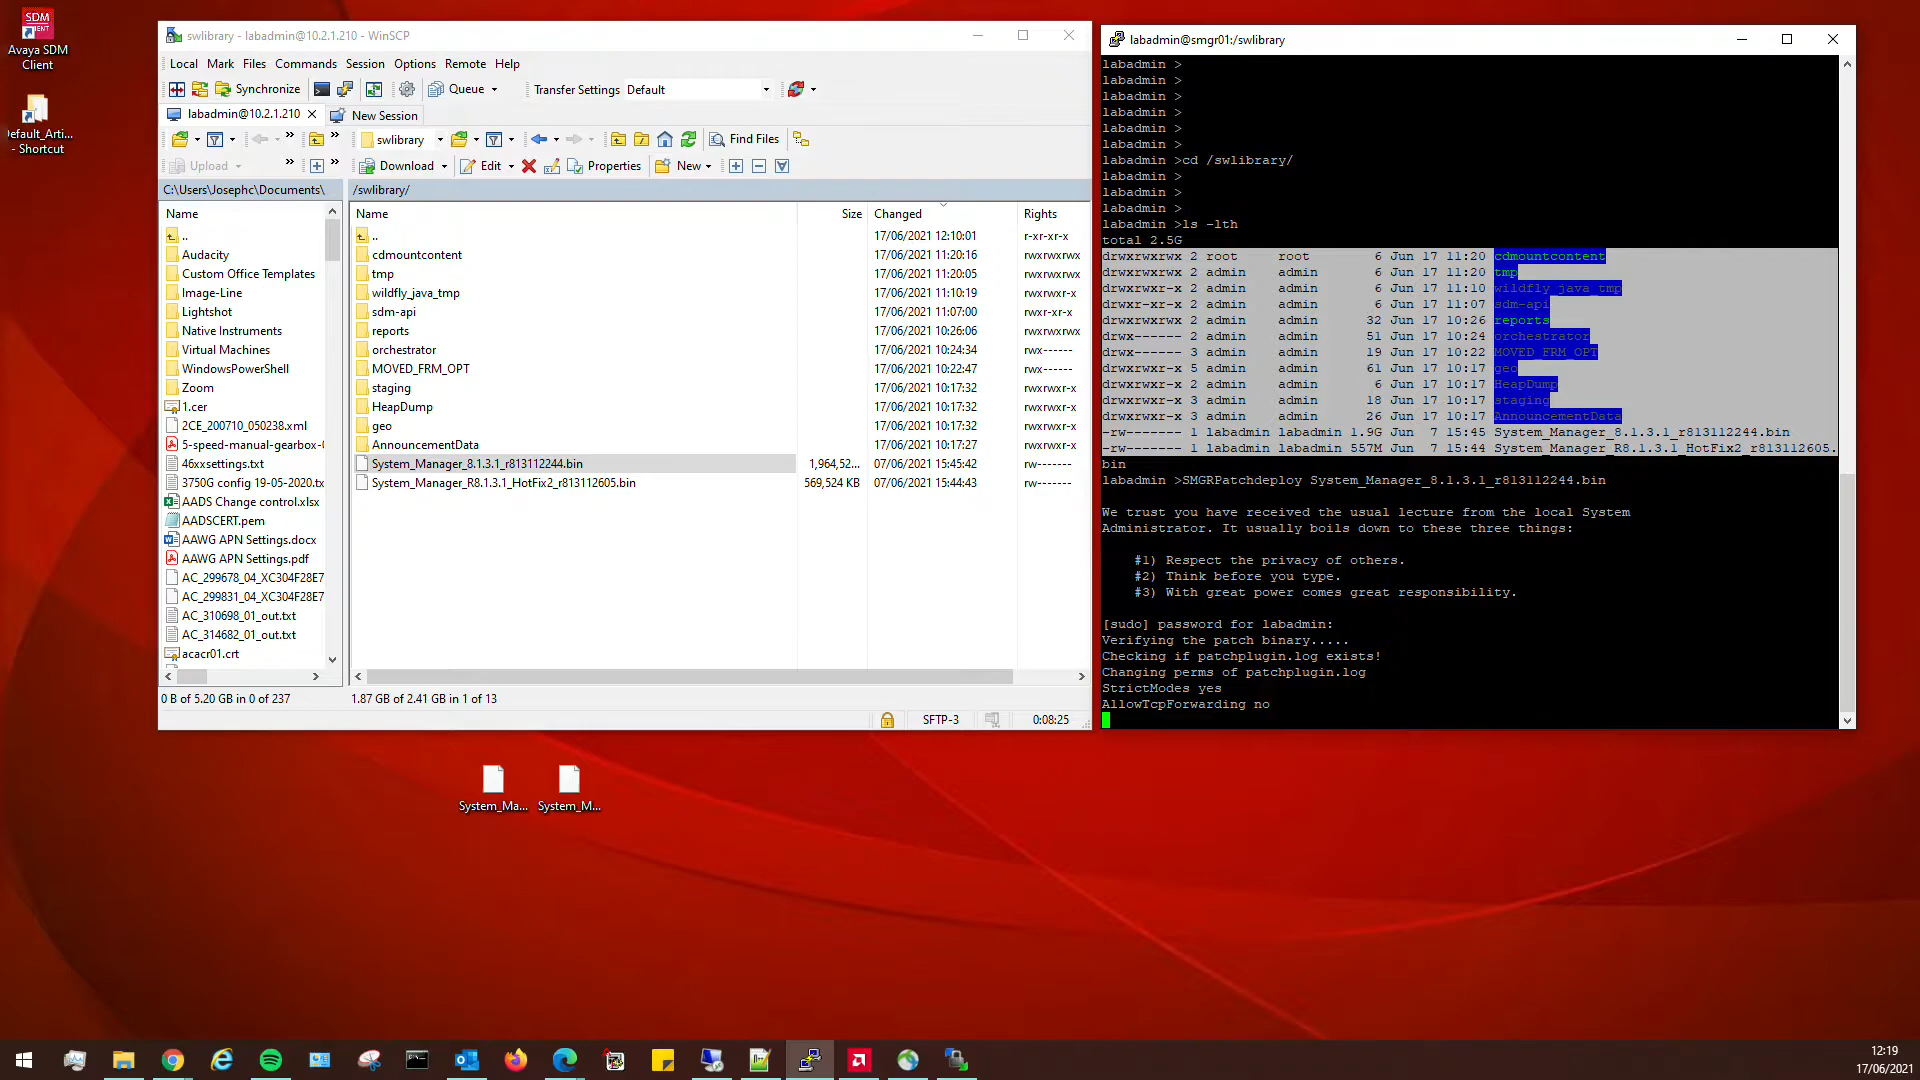 SDM
CLIENT
Avaya SDM
Client
Default_Arti...
- Shortcut
swlibrary - labadmin@10.2.1.210 - WinSCP
Local Mark Files Commands Session Options Remote Help
Synchronize Queue Transfer Settings Default
labadmin@10.2.1.210 New Session
swlibrary Find Files
Upload Download Edit Properties New
C:\Users\Josephc\Documents\
Name
..
Audacity
Custom Office Templates
Image-Line
Lightshot
Native Instruments
Virtual Machines
WindowsPowerShell
Zoom
1.cer
2CE_200710_050238.xml
5-speed-manual-gearbox-
46xxsettings.txt
3750G config 19-05-2020.tx
AADS Change control.xlsx
AADSCERT.pem
AAWG APN Settings.docx
AAWG APN Settings.pdf
AC_299678_04_XC304F28E7
AC_299831_04_XC304F28E7
AC_310698_01_out.txt
AC_314682_01_out.txt
acacr01.crt
0 B of 5.20 GB in 0 of 237
/swlibrary/
Name Size Changed Rights
.. 17/06/2021 12:10:01 r-xr-xr-x
cdmountcontent 17/06/2021 11:20:16 rwxrwxrwx
tmp 17/06/2021 11:20:05 rwxrwxrwx
wildfly_java_tmp 17/06/2021 11:10:19 rwxrwxr-x
sdm-api 17/06/2021 11:07:00 rwxr-xr-x
reports 17/06/2021 10:26:06 rwxrwxrwx
orchestrator 17/06/2021 10:24:34 rwx------
MOVED_FRM_OPT 17/06/2021 10:22:47 rwx------
staging 17/06/2021 10:17:32 rwxrwxr-x
HeapDump 17/06/2021 10:17:32 rwxrwxr-x
geo 17/06/2021 10:17:32 rwxrwxr-x
AnnouncementData 17/06/2021 10:17:27 rwxrwxr-x
System_Manager_8.1.3.1_r813112244.bin 1,964,52... 07/06/2021 15:45:42 rw-------
System_Manager_R8.1.3.1_HotFix2_r813112605.bin 569,524 KB 07/06/2021 15:44:43 rw-------
1.87 GB of 2.41 GB in 1 of 13
SFTP-3 0:08:25
labadmin@smgr01:/swlibrary
labadmin >
labadmin >
labadmin >
labadmin >
labadmin >
labadmin >
labadmin >cd /swlibrary/
labadmin >
labadmin >
labadmin >
labadmin >ls -lth
total 2.5G
drwxrwxrwx 2 root root 6 Jun 17 11:20 cdmountcontent
drwxrwxrwx 2 admin admin 6 Jun 17 11:20 tmp
drwxrwxr-x 2 admin admin 6 Jun 17 11:10 wildfly_java_tmp
drwxr-xr-x 2 admin admin 6 Jun 17 11:07 sdm-api
drwxrwxrwx 2 admin admin 32 Jun 17 10:26 reports
drwx------ 2 admin admin 51 Jun 17 10:24 orchestrator
drwx------ 3 admin admin 19 Jun 17 10:22 MOVED_FRM_OPT
drwxrwxr-x 5 admin admin 61 Jun 17 10:17 geo
drwxrwxr-x 2 admin admin 6 Jun 17 10:17 HeapDump
drwxrwxr-x 3 admin admin 18 Jun 17 10:17 staging
drwxrwxr-x 3 admin admin 26 Jun 17 10:17 AnnouncementData
-rw------- 1 labadmin labadmin 1.9G Jun 7 15:45 System_Manager_8.1.3.1_r813112244.bin
-rw------- 1 labadmin labadmin 557M Jun 7 15:44 System_Manager_R8.1.3.1_HotFix2_r813112605.
bin
labadmin >SMGRPatchdeploy System_Manager_8.1.3.1_r813112244.bin
We trust you have received the usual lecture from the local System
Administrator. It usually boils down to these three things:
#1) Respect the privacy of others.
#2) Think before you type.
#3) With great power comes great responsibility.
[sudo] password for labadmin:
Verifying the patch binary.....
Checking if patchplugin.log exists!
Changing perms of patchplugin.log
StrictModes yes
AllowTcpForwarding no
System_Ma... System_M...
12:19
17/06/2021